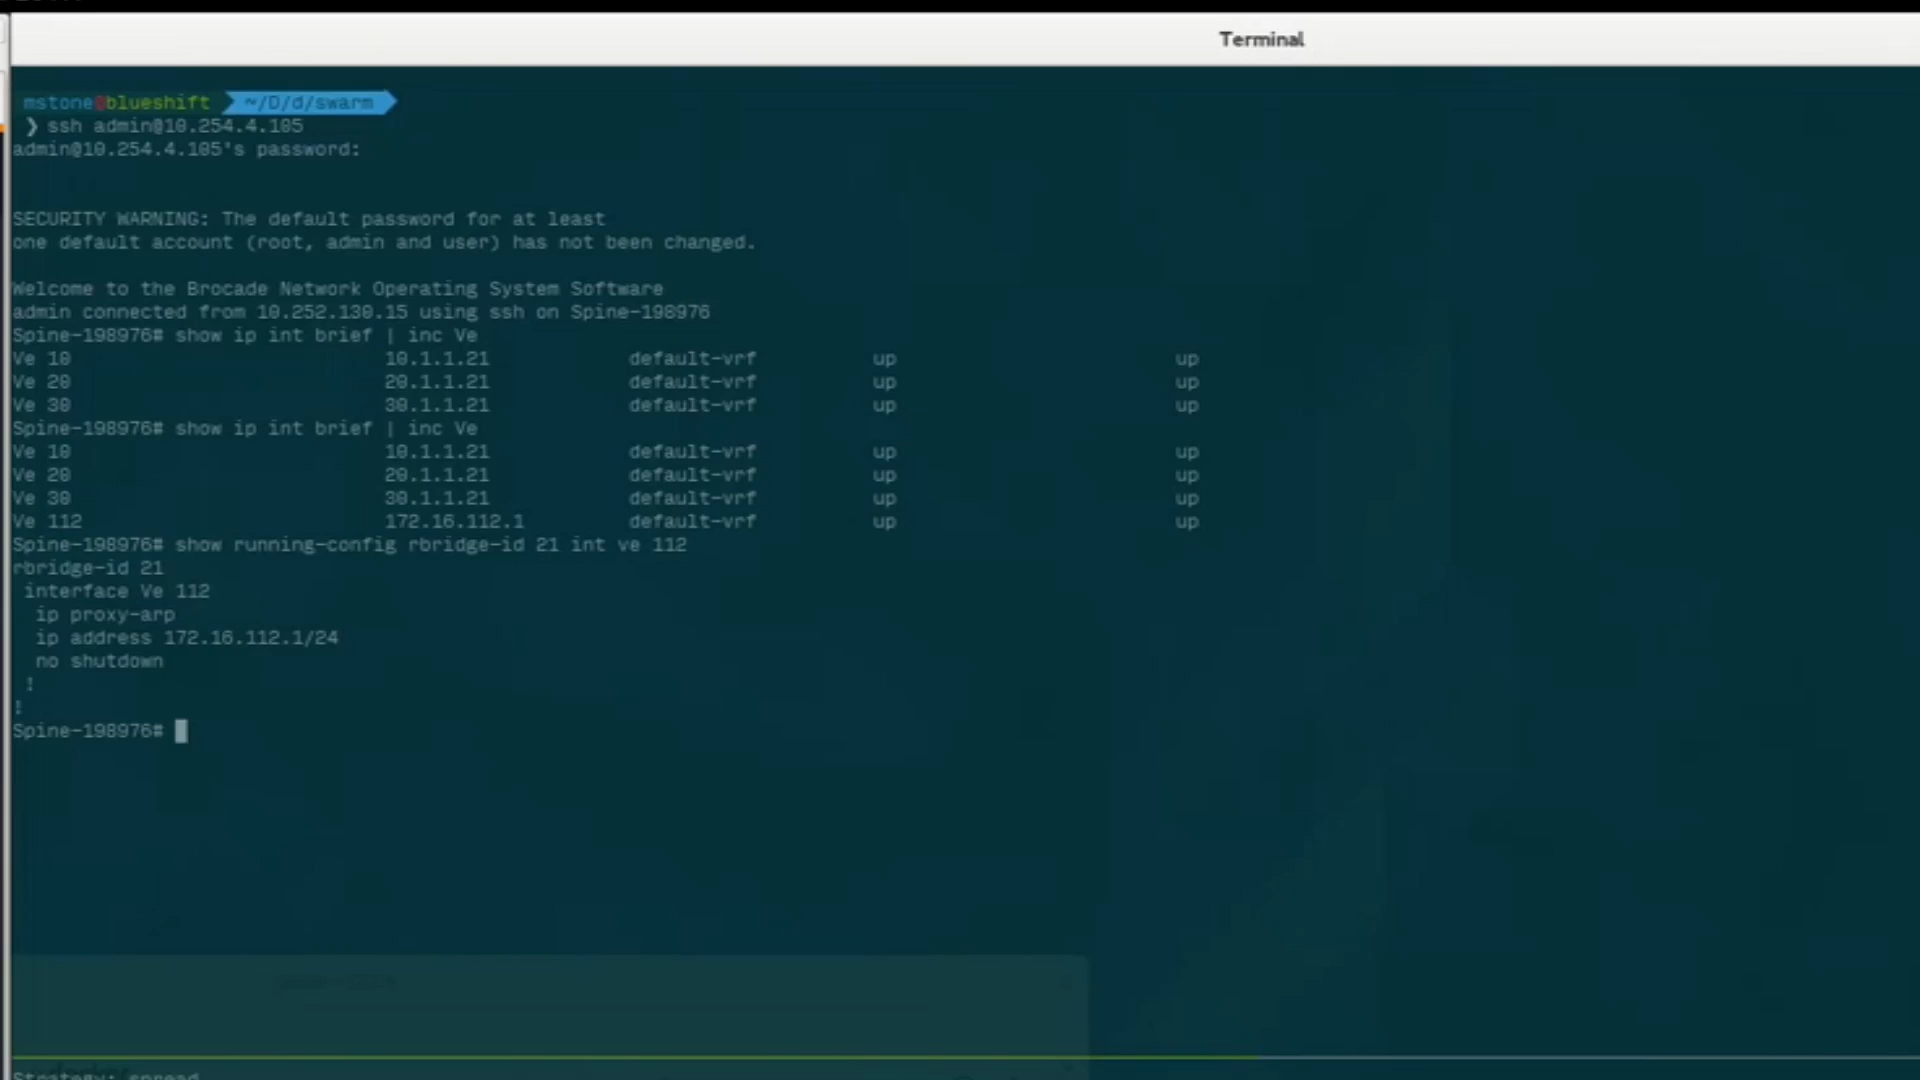 Terminal
mstone@blueshift ~/D/d/swarm
❯ ssh admin@10.254.4.105
admin@10.254.4.105's password:
SECURITY WARNING: The default password for at least
one default account (root, admin and user) has not been changed.
Welcome to the Brocade Network Operating System Software
admin connected from 10.252.130.15 using ssh on Spine-198976
Spine-198976# show ip int brief | inc Ve
Ve 10 10.1.1.21 default-vrf up up
Ve 20 20.1.1.21 default-vrf up up
Ve 30 30.1.1.21 default-vrf up up
Spine-198976# show ip int brief | inc Ve
Ve 10 10.1.1.21 default-vrf up up
Ve 20 20.1.1.21 default-vrf up up
Ve 30 30.1.1.21 default-vrf up up
Ve 112 172.16.112.1 default-vrf up up
Spine-198976# show running-config rbridge-id 21 int ve 112
rbridge-id 21
interface Ve 112
ip proxy-arp
ip address 172.16.112.1/24
no shutdown
!
!
Spine-198976#
Strategy: spread